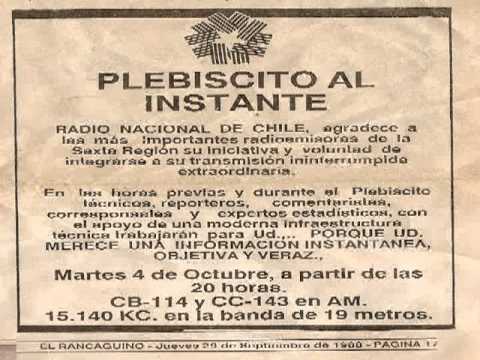 PLEBISCITO AL
INSTANTE
RADIO NACIONAL DE CHILE, agradece a
las más importantes radioemisoras de la
Sexta Región su iniciativa y voluntad de
integrarse a su transmisión ininterrumpida
extraordinaria.
En las horas previas y durante el Plebiscito
técnicos, reporteros, comentaristas,
corresponsales y expertos estadísticos, con
el apoyo de una moderna infraestructura
técnica trabajarán para Ud.,.. PORQUE UD.
MERECE UNA INFORMACION INSTANTANEA,
OBJETIVA Y VERAZ.,
Martes 4 de Octubre, a partir de las
20 horas.
CB-114 y CC-143 en AM.
15.140 KC. en la banda de 19 metros.
EL RANCAGUINO - Jueves 29 de Septiembre de 1988 - PAGINA 17